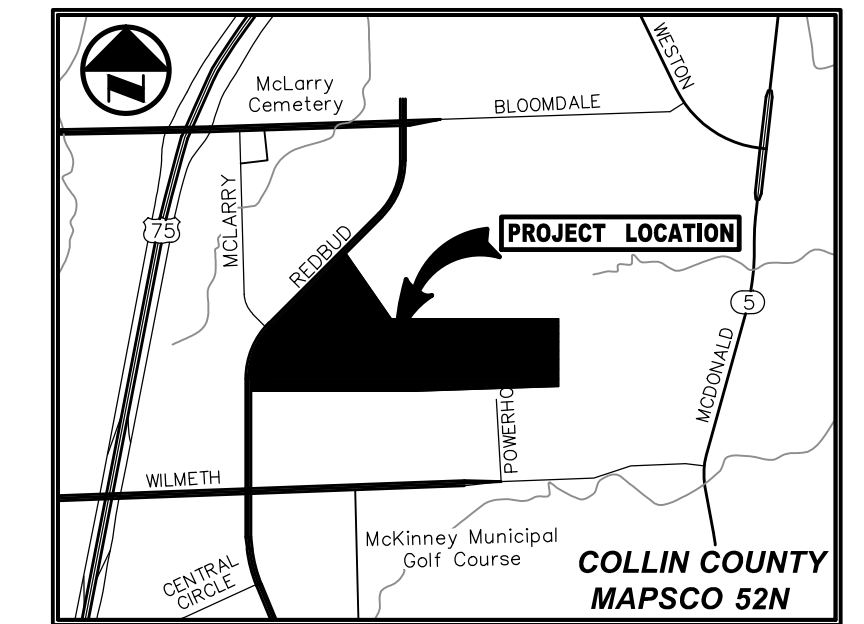 McLarry
Cemetery
BLOOMDALE
WESTON
75
MCLARRY
REDBUD
PROJECT LOCATION
5
MCDONALD
POWERHO
WILMETH
McKinney Municipal
Golf Course
CENTRAL
CIRCLE
COLLIN COUNTY
MAPSCO 52N
N